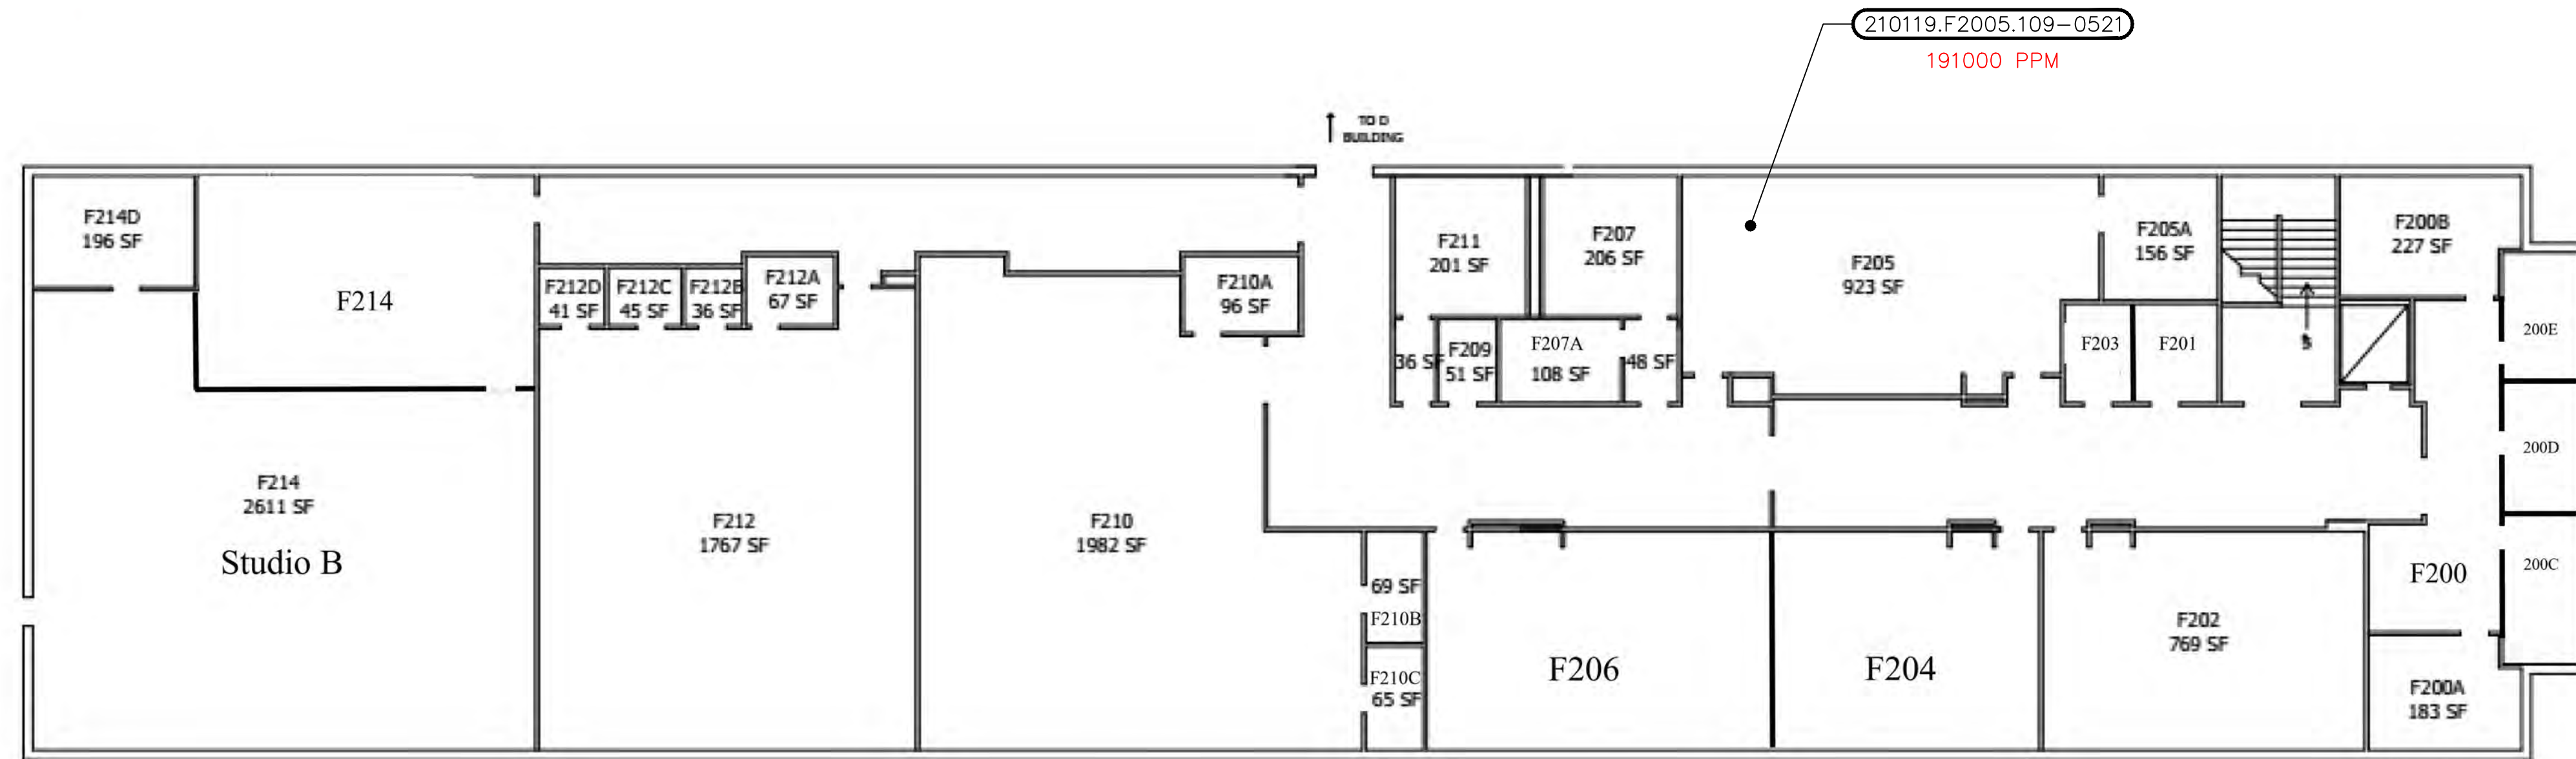 210119.F2005.109-0521
191000 PPM
TO D
BUILDING
F214D
196 SF
F214
F212D
41 SF
F212C
45 SF
F212B
36 SF
F212A
67 SF
F210A
96 SF
F211
201 SF
F207
206 SF
F205
923 SF
F205A
156 SF
F200B
227 SF
36 SF
F209
51 SF
F207A
108 SF
48 SF
F203
F201
200E
200D
200C
F214
2611 SF
Studio B
F212
1767 SF
F210
1982 SF
69 SF
F210B
F210C
65 SF
F206
F204
F202
769 SF
F200
F200A
183 SF